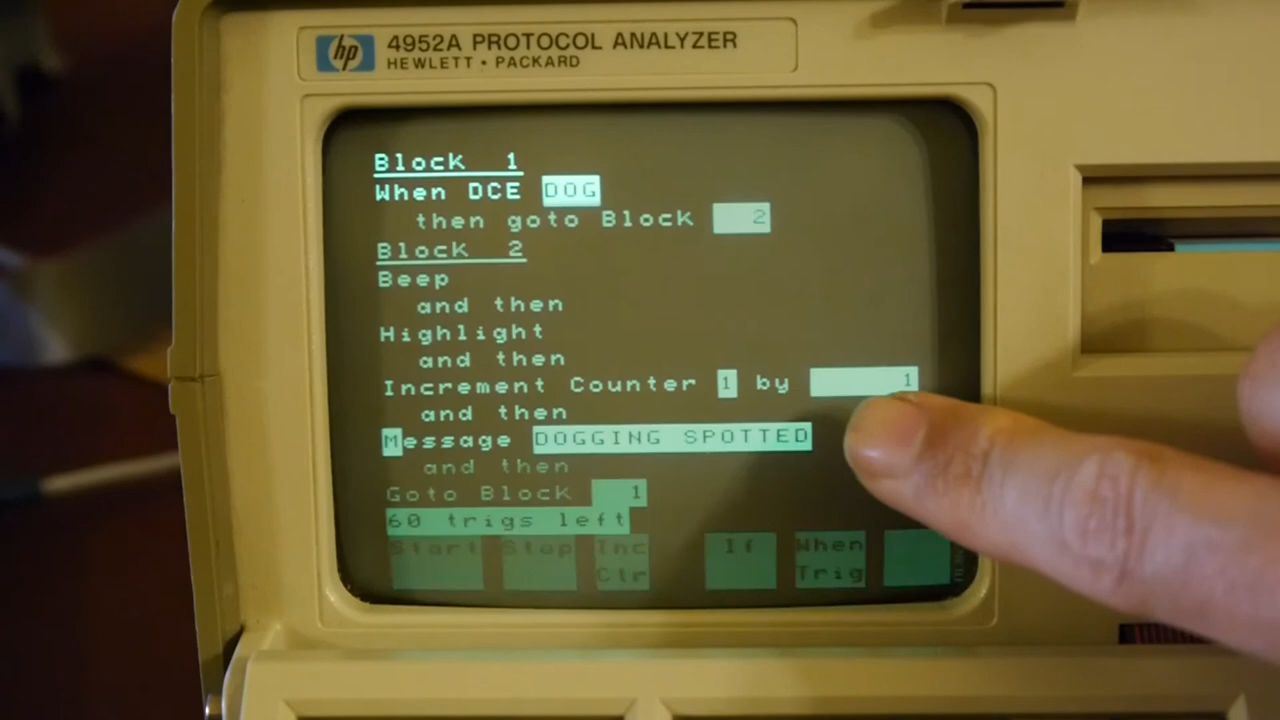 hp 4952A PROTOCOL ANALYZER
HEWLETT • PACKARD
Block 1
When DCE DOG
then goto Block 2
Block 2
Beep
and then
Highlight
and then
Increment Counter 1 by 1
and then
Message DOGGING SPOTTED
and then
Goto Block 1
60 trigs left
Start Stop Inc If When
Ctr Trig